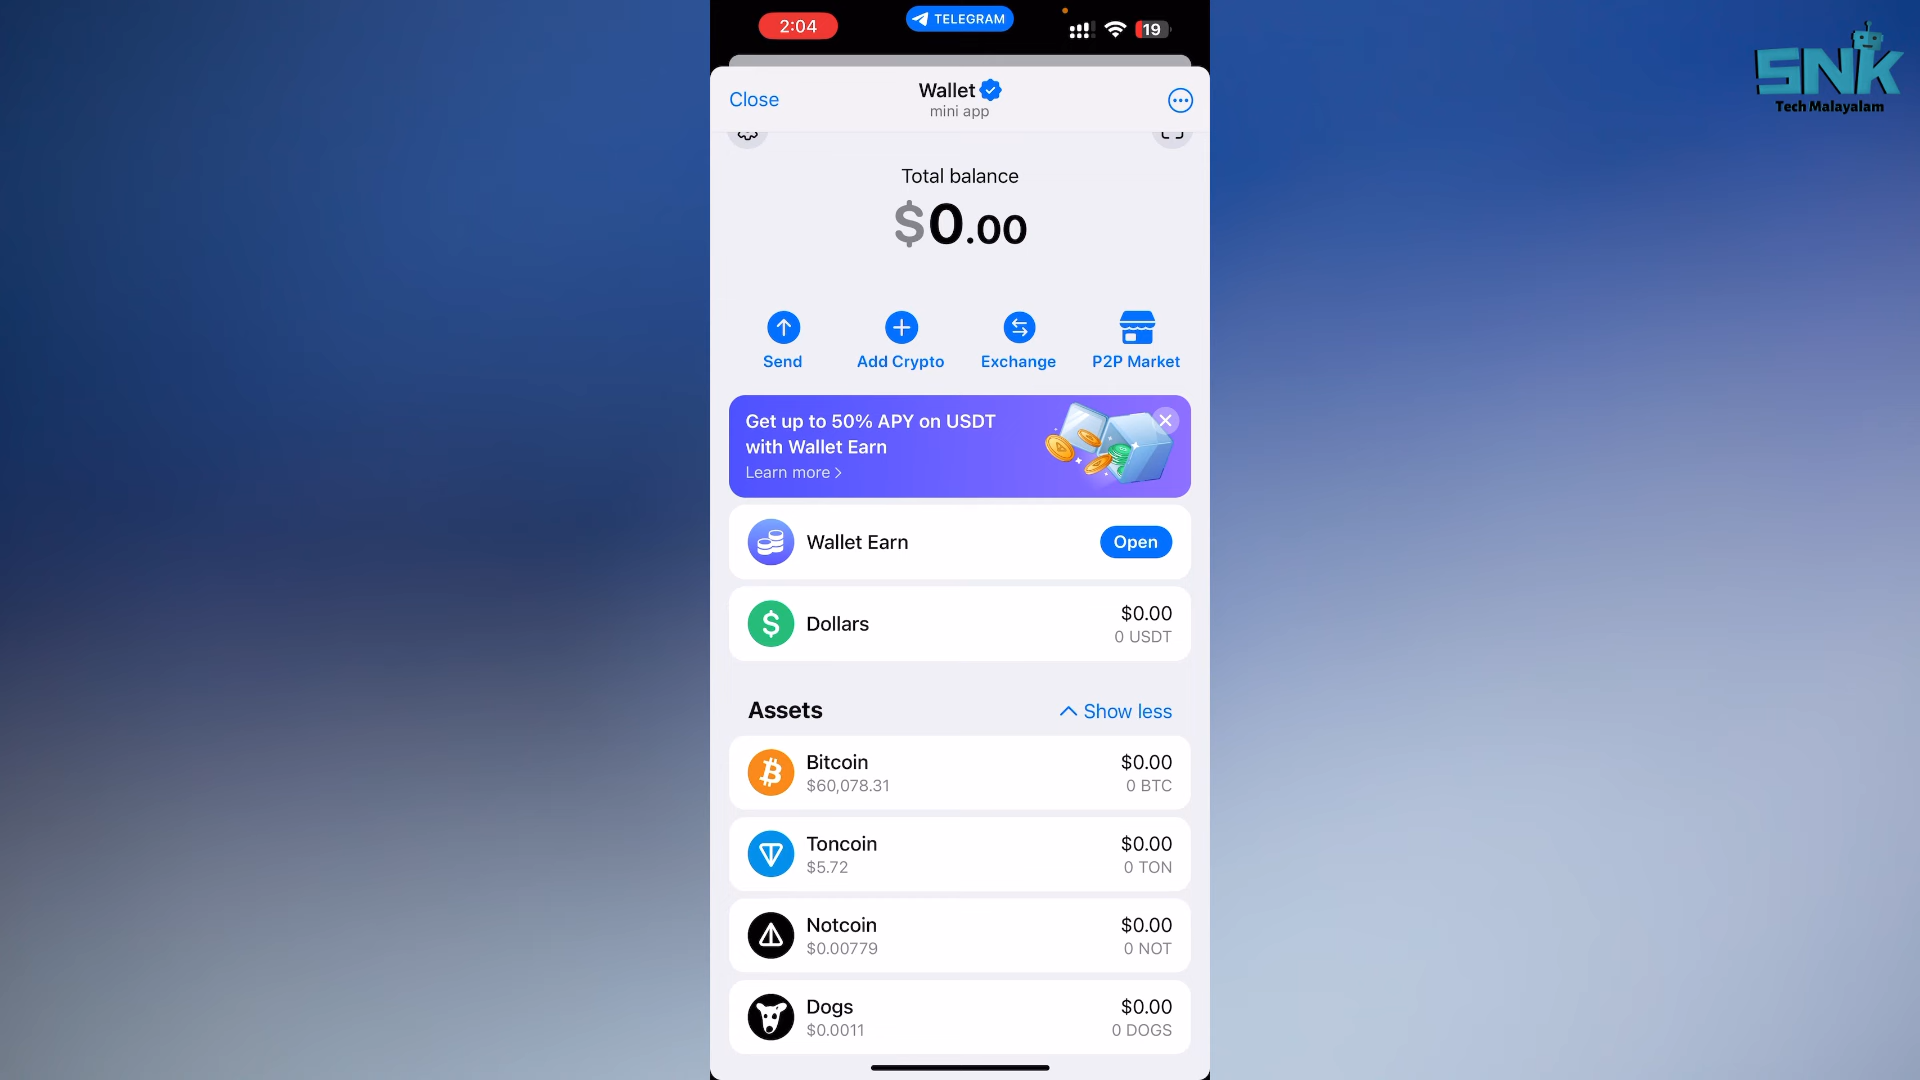 2:04
TELEGRAM
19
SNK
Tech Malayalam
Close
Wallet
mini app
Total balance
$0.00
Send
Add Crypto
Exchange
P2P Market
Get up to 50% APY on USDT
with Wallet Earn
Learn more
Wallet Earn
Open
Dollars
$0.00
0 USDT
Assets
Show less
Bitcoin
$0.00
$60,078.31
0 BTC
Toncoin
$0.00
$5.72
0 TON
Notcoin
$0.00
$0.00779
0 NOT
Dogs
$0.00
$0.0011
0 DOGS